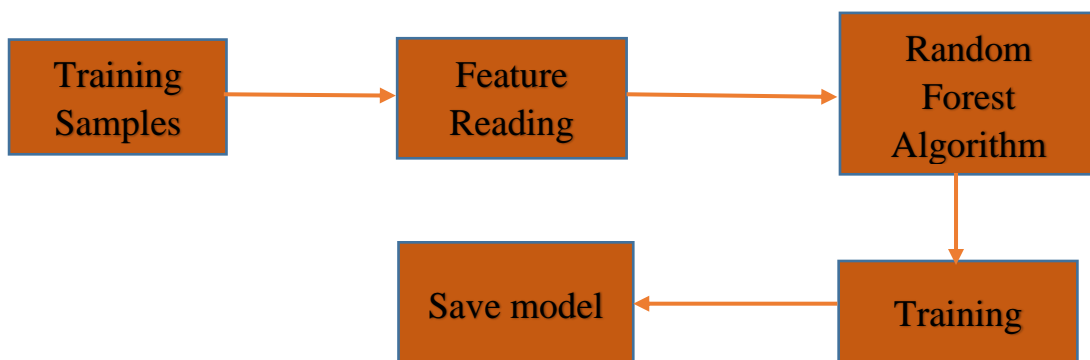 Training
Samples
Feature
Reading
Random
Forest
Algorithm
Training
Save model